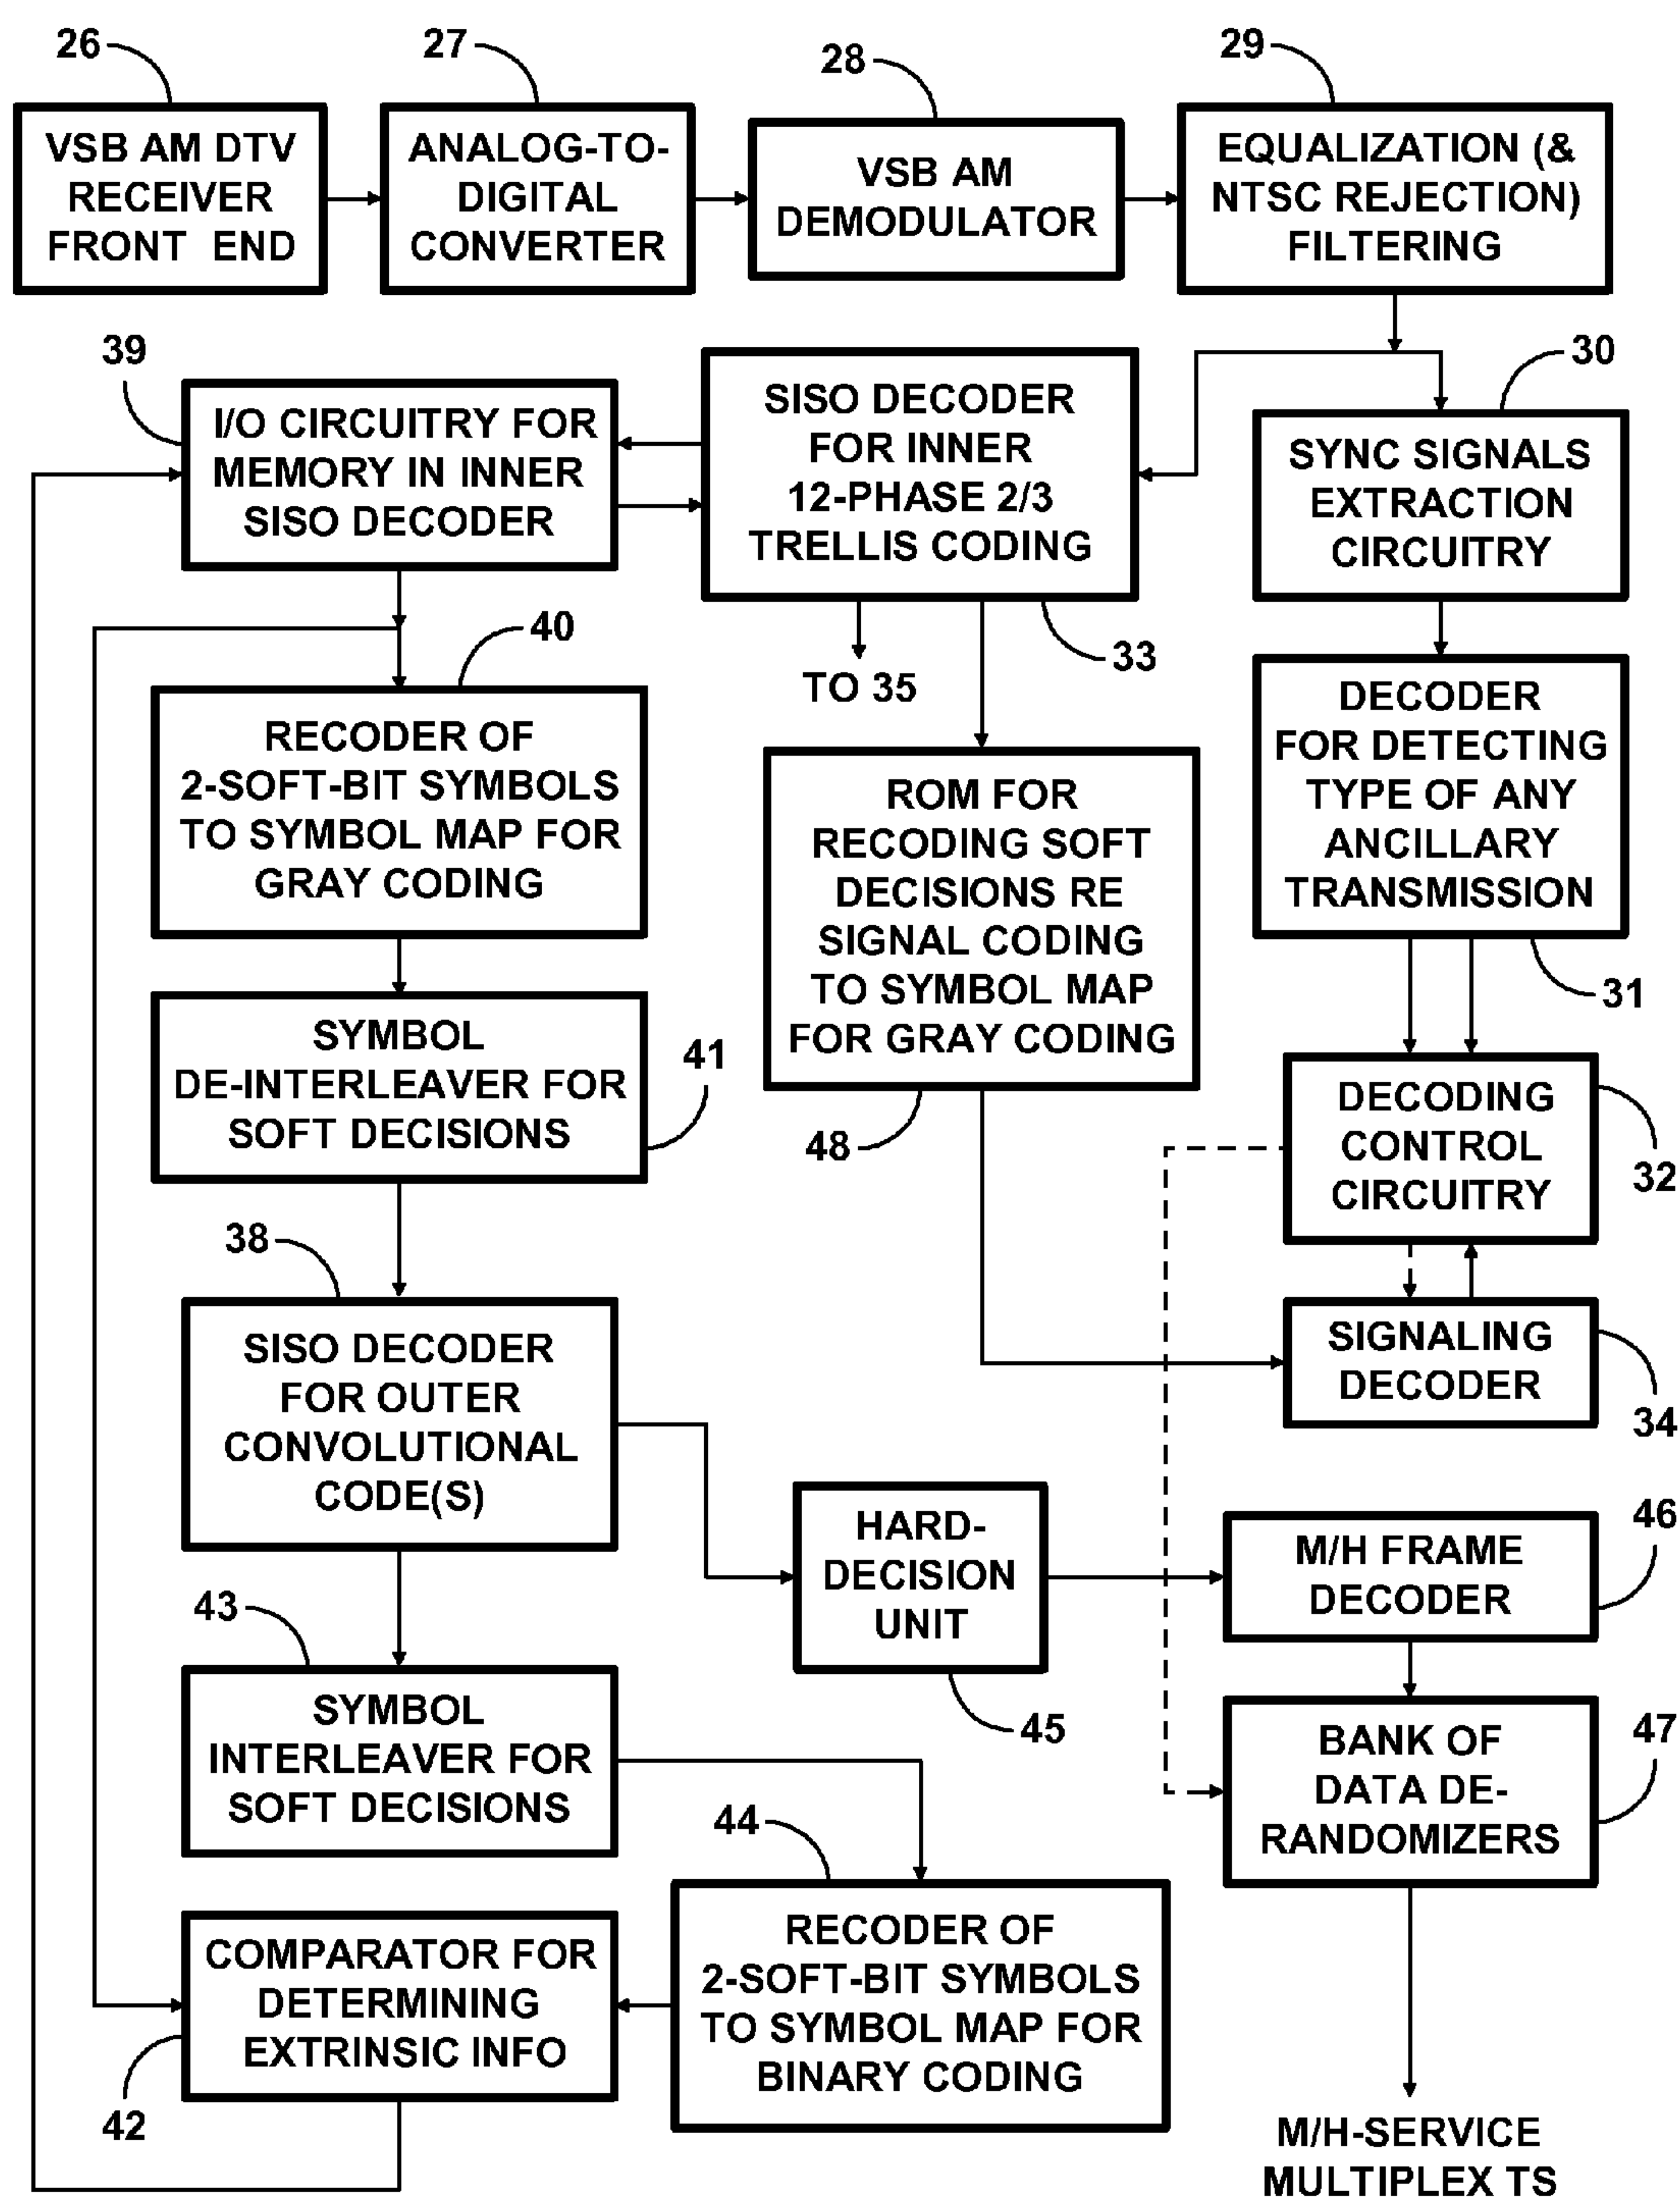 26
27
28
29
VSB AM DTV
RECEIVER
FRONT END
ANALOG-TO-
DIGITAL
CONVERTER
VSB AM
DEMODULATOR
EQUALIZATION (&
NTSC REJECTION)
FILTERING
39
I/O CIRCUITRY FOR
MEMORY IN INNER
SISO DECODER
SISO DECODER
FOR INNER
12-PHASE 2/3
TRELLIS CODING
33
TO 35
30
SYNC SIGNALS
EXTRACTION
CIRCUITRY
40
RECODER OF
2-SOFT-BIT SYMBOLS
TO SYMBOL MAP FOR
GRAY CODING
ROM FOR
RECODING SOFT
DECISIONS RE
SIGNAL CODING
TO SYMBOL MAP
FOR GRAY CODING
48
DECODER
FOR DETECTING
TYPE OF ANY
ANCILLARY
TRANSMISSION
31
SYMBOL
DE-INTERLEAVER FOR
SOFT DECISIONS
41
DECODING
CONTROL
CIRCUITRY
32
38
SISO DECODER
FOR OUTER
CONVOLUTIONAL
CODE(S)
SIGNALING
DECODER
34
HARD-
DECISION
UNIT
45
M/H FRAME
DECODER
46
43
SYMBOL
INTERLEAVER FOR
SOFT DECISIONS
BANK OF
DATA DE-
RANDOMIZERS
47
44
RECODER OF
2-SOFT-BIT SYMBOLS
TO SYMBOL MAP FOR
BINARY CODING
COMPARATOR FOR
DETERMINING
EXTRINSIC INFO
42
M/H-SERVICE
MULTIPLEX TS